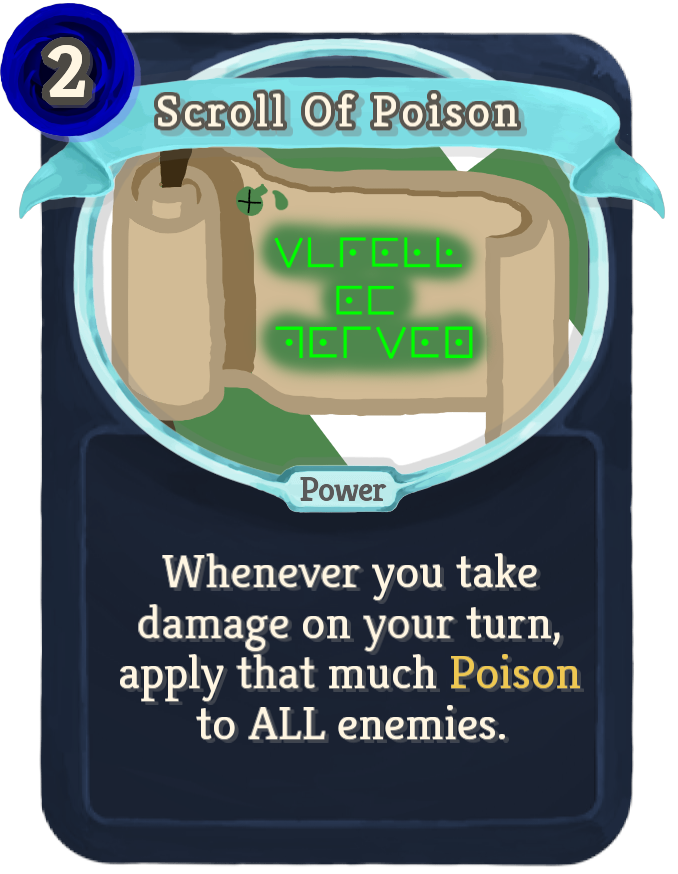 2
Scroll Of Poison
Power
Whenever you take
damage on your turn,
apply that much Poison
to ALL enemies.